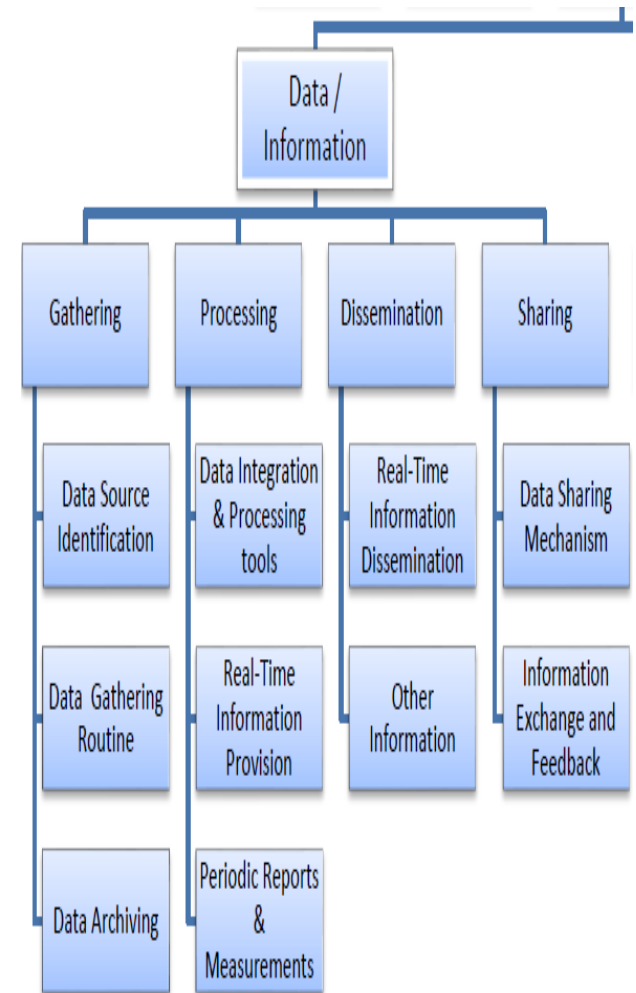 Data /
Information
Gathering
Processing
Dissemination
Sharing
Data Source
Identification
Data Integration
& Processing
tools
Real-Time
Information
Dissemination
Data Sharing
Mechanism
Data Gathering
Routine
Real-Time
Information
Provision
Other
Information
Information
Exchange and
Feedback
Data Archiving
Periodic Reports
&
Measurements